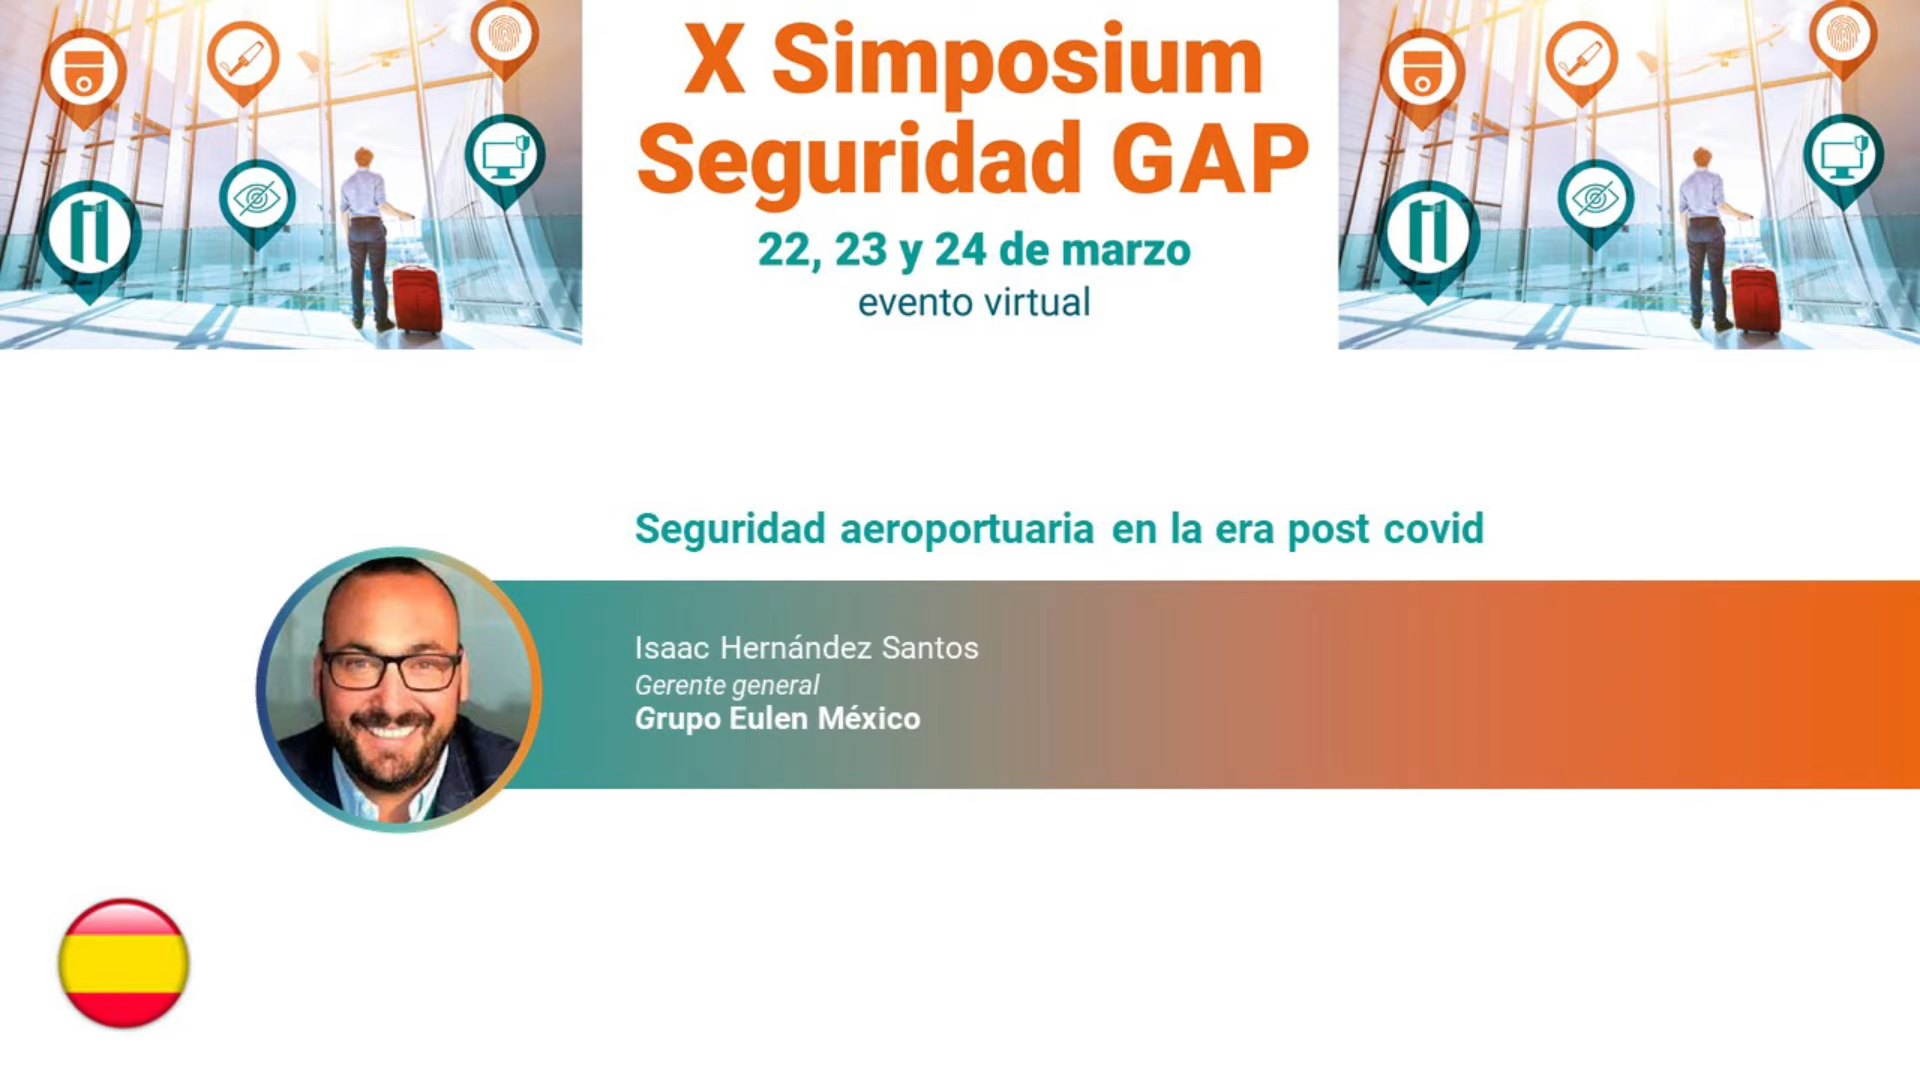 X Simposium
Seguridad GAP
22, 23 y 24 de marzo
evento virtual
Seguridad aeroportuaria en la era post covid
Isaac Hernández Santos
Gerente general
Grupo Eulen México